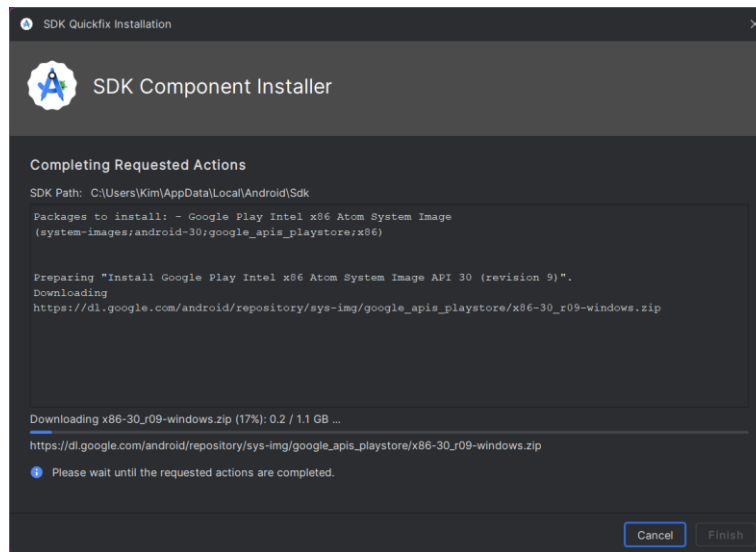 SDK Quickfix Installation
SDK Component Installer
Completing Requested Actions
SDK Path: C:\Users\Kim\AppData\Local\Android\Sdk
Packages to install: - Google Play Intel x86 Atom System Image
(system-images;android-30;google_apis_playstore;x86)
Preparing "Install Google Play Intel x86 Atom System Image API 30 (revision 9)".
Downloading
https://dl.google.com/android/repository/sys-img/google_apis_playstore/x86-30_r09-windows.zip
Downloading x86-30_r09-windows.zip (17%): 0.2 / 1.1 GB ...
https://dl.google.com/android/repository/sys-img/google_apis_playstore/x86-30_r09-windows.zip
Please wait until the requested actions are completed.
Cancel Finish